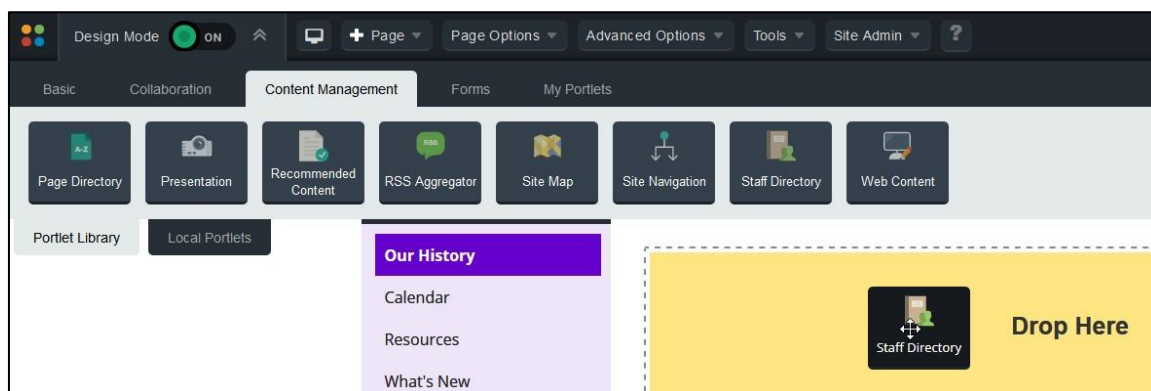 Design Mode ON Page Page Options Advanced Options Tools Site Admin ?
Basic Collaboration Content Management Forms My Portlets
A-Z
Page Directory
Presentation
Recommended
Content
RSS
RSS Aggregator
Site Map
Site Navigation
Staff Directory
Web Content
Portlet Library Local Portlets
Our History
Calendar
Resources
What's New
Staff Directory
Drop Here